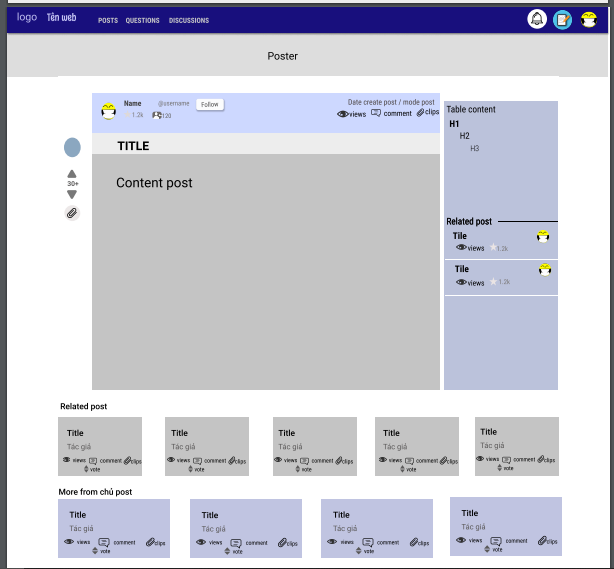 logo Tên web POSTS QUESTIONS DISCUSSIONS
Poster
Name @username Follow
1.2k 120
Date create post / mode post
views comment clips
TITLE
Content post
30+
Table content
H1
H2
H3
Related post
Tile
views 1.2k
Tile
views 1.2k
Related post
Title Title Title Title Title
Tác giả Tác giả Tác giả Tác giả Tác giả
views comment clips views comment clips views comment clips views comment clips views comment clips
vote vote vote vote vote
More from chủ post
Title Title Title Title
Tác giả Tác giả Tác giả Tác giả
views comment clips views comment clips views comment clips views comment clips
vote vote vote vote